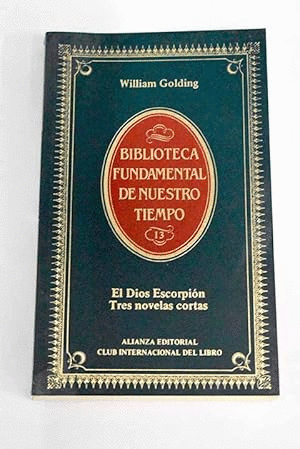 William Golding
BIBLIOTECA
FUNDAMENTAL
DE NUESTRO
TIEMPO
13
El Dios Escorpión
Tres novelas cortas
ALIANZA EDITORIAL
CLUB INTERNACIONAL DEL LIBRO